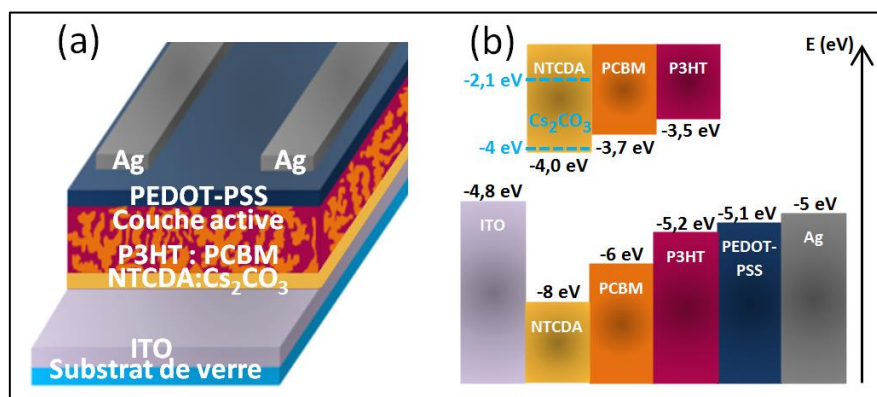 (a)
Ag
Ag
PEDOT-PSS
Couche active
P3HT : PCBM
NTCDA:Cs₂CO₃
ITO
Substrat de verre
(b)
E (eV)
NTCDA
PCBM
P3HT
-2,1 eV
Cs₂CO₃
-4 eV
-4,0 eV
-3,7 eV
-3,5 eV
-4,8 eV
ITO
-8 eV
NTCDA
-6 eV
PCBM
-5,2 eV
P3HT
-5,1 eV
PEDOT-
PSS
-5 eV
Ag